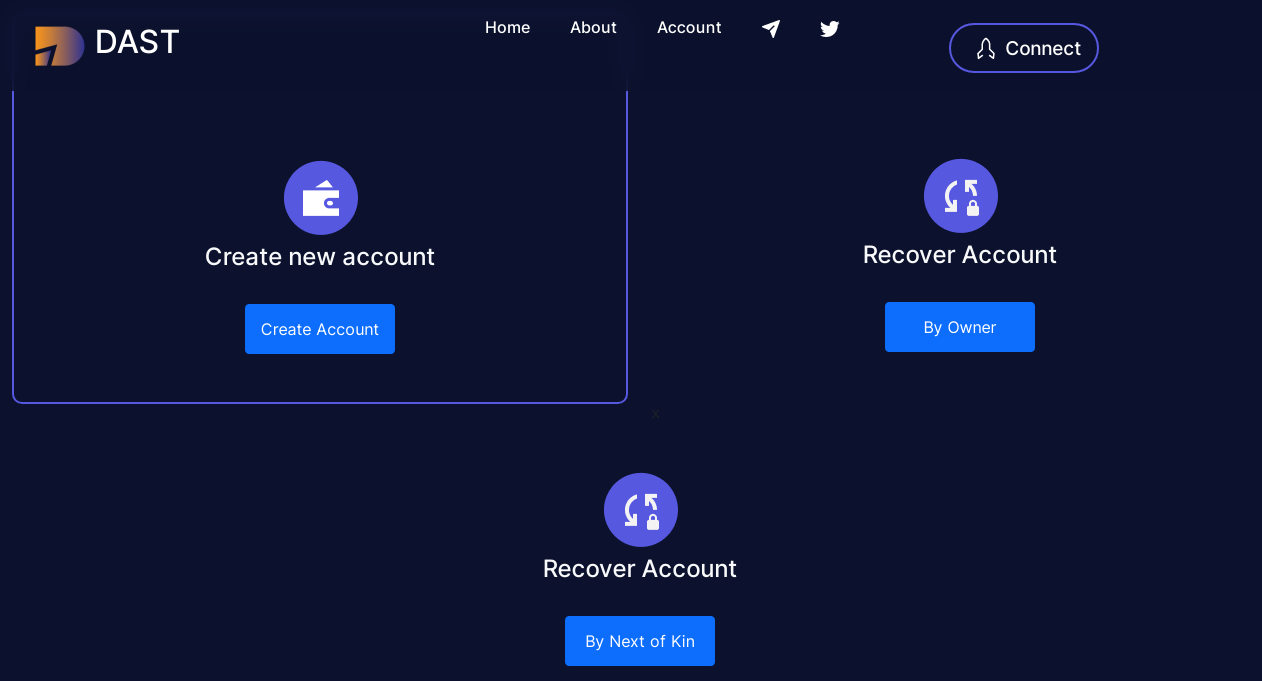 DAST
Home About Account
Connect
Create new account
Create Account
Recover Account
By Owner
x
Recover Account
By Next of Kin